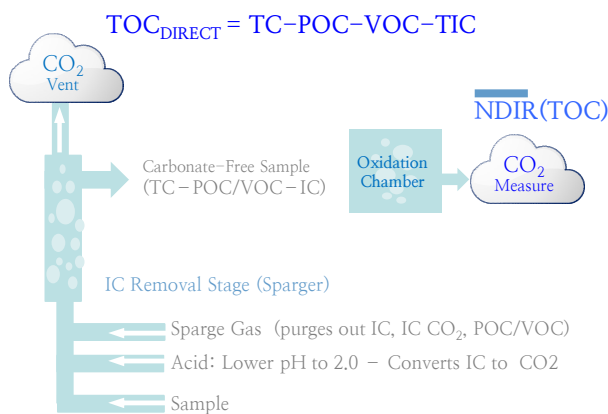 TOCDIRECT = TC-POC-VOC-TIC
CO2
Vent
NDIR(TOC)
Carbonate-Free Sample
(TC-POC/VOC-IC)
Oxidation
Chamber
CO2
Measure
IC Removal Stage (Sparger)
Sparge Gas (purges out IC, IC CO2, POC/VOC)
Acid: Lower pH to 2.0 - Converts IC to CO2
Sample